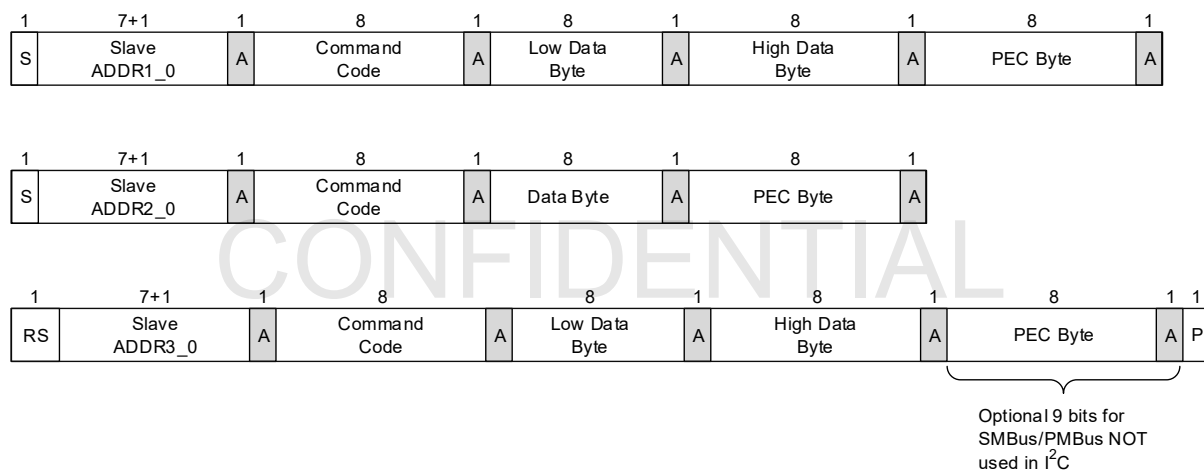 1 7+1 1 8 1 8 1 8 1 8 1
S Slave ADDR1_0 A Command Code A Low Data Byte A High Data Byte A PEC Byte A
1 7+1 1 8 1 8 1 8 1
S Slave ADDR2_0 A Command Code A Data Byte A PEC Byte A
CONFIDENTIAL
1 7+1 1 8 1 8 1 8 1 8 1 1
RS Slave ADDR3_0 A Command Code A Low Data Byte A High Data Byte A PEC Byte A P
Optional 9 bits for
SMBus/PMBus NOT
used in I²C